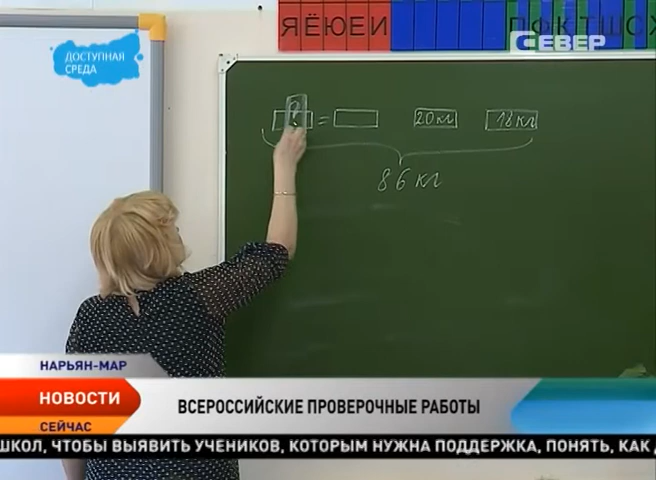 ДОСТУПНАЯ
СРЕДА
ЯЁЮЕИ
СЕВЕР
? = 20 кг 18 кг
86 кг
НАРЬЯН-МАР
НОВОСТИ
СЕЙЧАС
ВСЕРОССИЙСКИЕ ПРОВЕРОЧНЫЕ РАБОТЫ
ШКОЛ, ЧТОБЫ ВЫЯВИТЬ УЧЕНИКОВ, КОТОРЫМ НУЖНА ПОДДЕРЖКА, ПОНЯТЬ, КАК